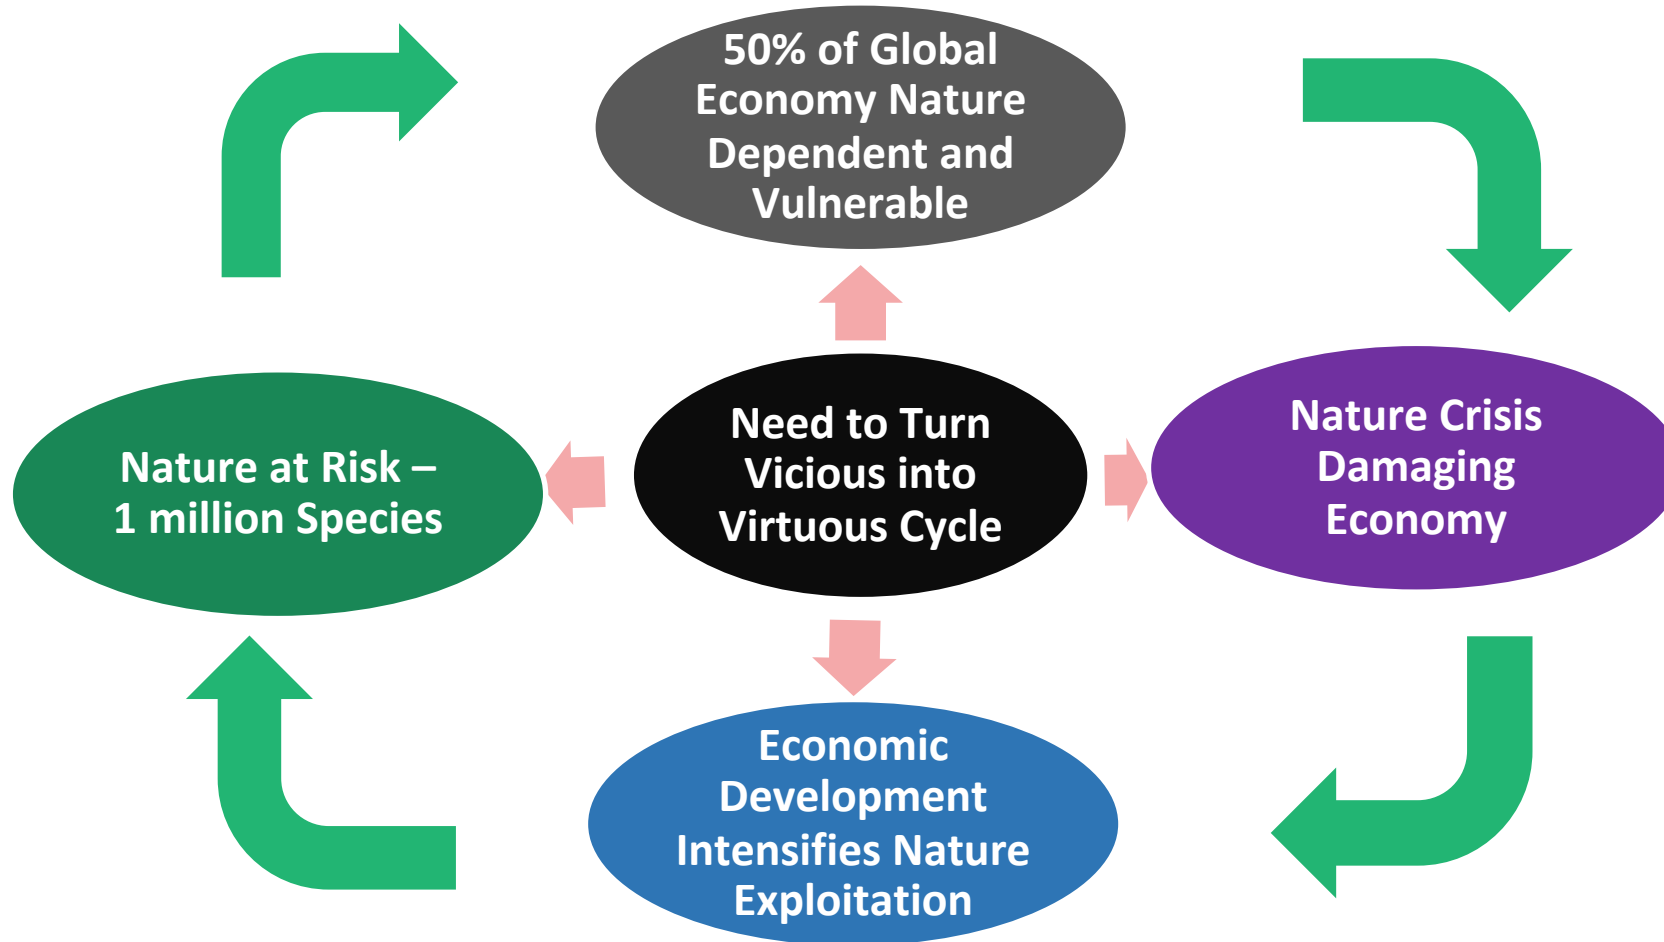 50% of Global
Economy Nature
Dependent and
Vulnerable
Nature at Risk –
1 million Species
Need to Turn
Vicious into
Virtuous Cycle
Nature Crisis
Damaging
Economy
Economic
Development
Intensifies Nature
Exploitation